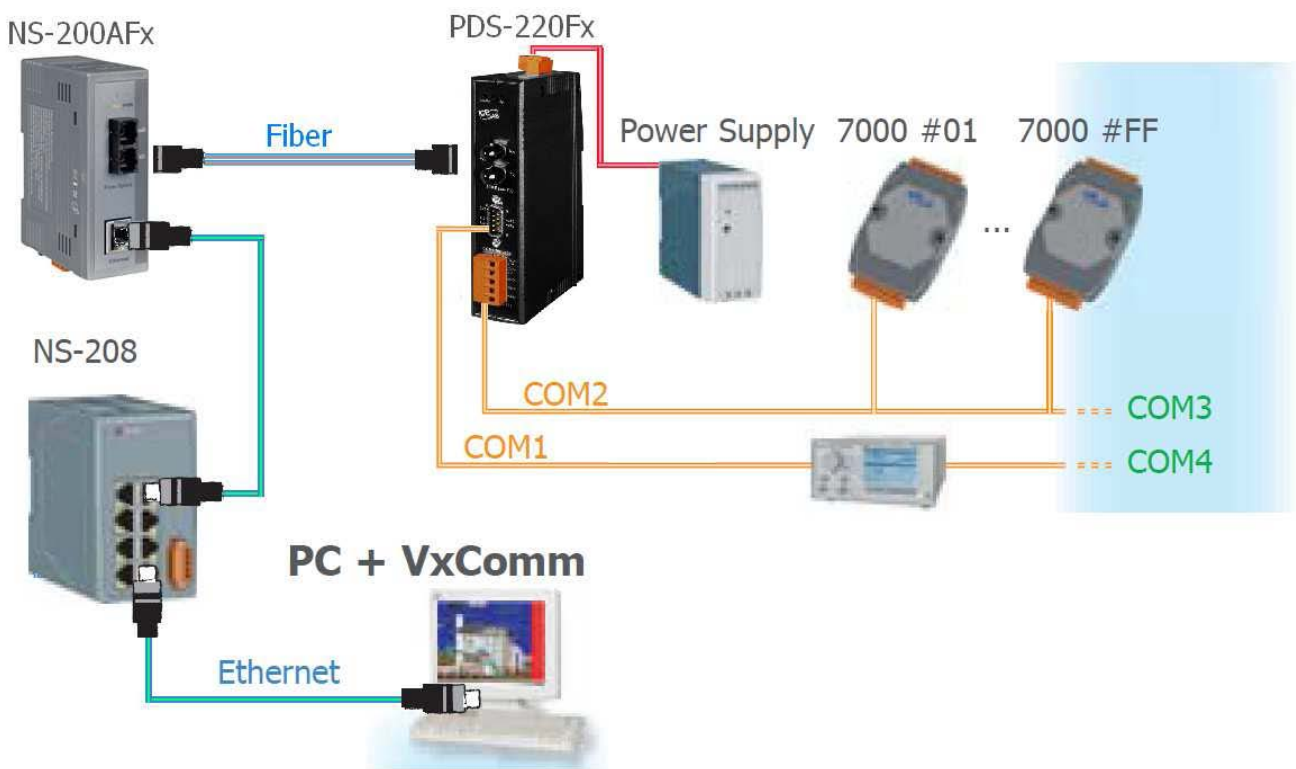 NS-200AFx
PDS-220Fx
Fiber
Power Supply
7000 #01
...
7000 #FF
NS-208
COM2
COM3
COM1
COM4
PC + VxComm
Ethernet